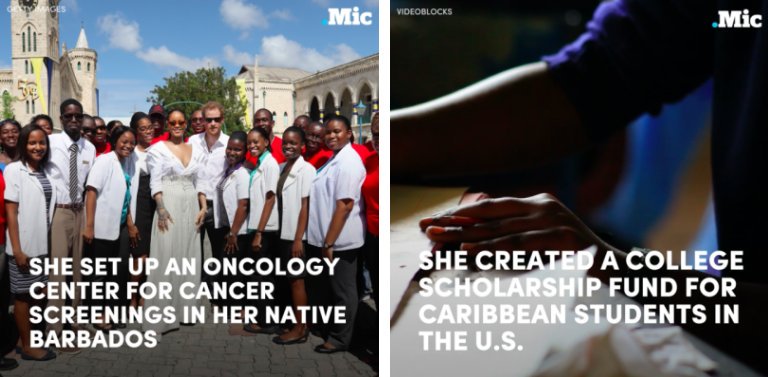 GETTY IMAGES
.Mic
SHE SET UP AN ONCOLOGY
CENTER FOR CANCER
SCREENINGS IN HER NATIVE
BARBADOS
VIDEOBLOCKS
.Mic
SHE CREATED A COLLEGE
SCHOLARSHIP FUND FOR
CARIBBEAN STUDENTS IN
THE U.S.